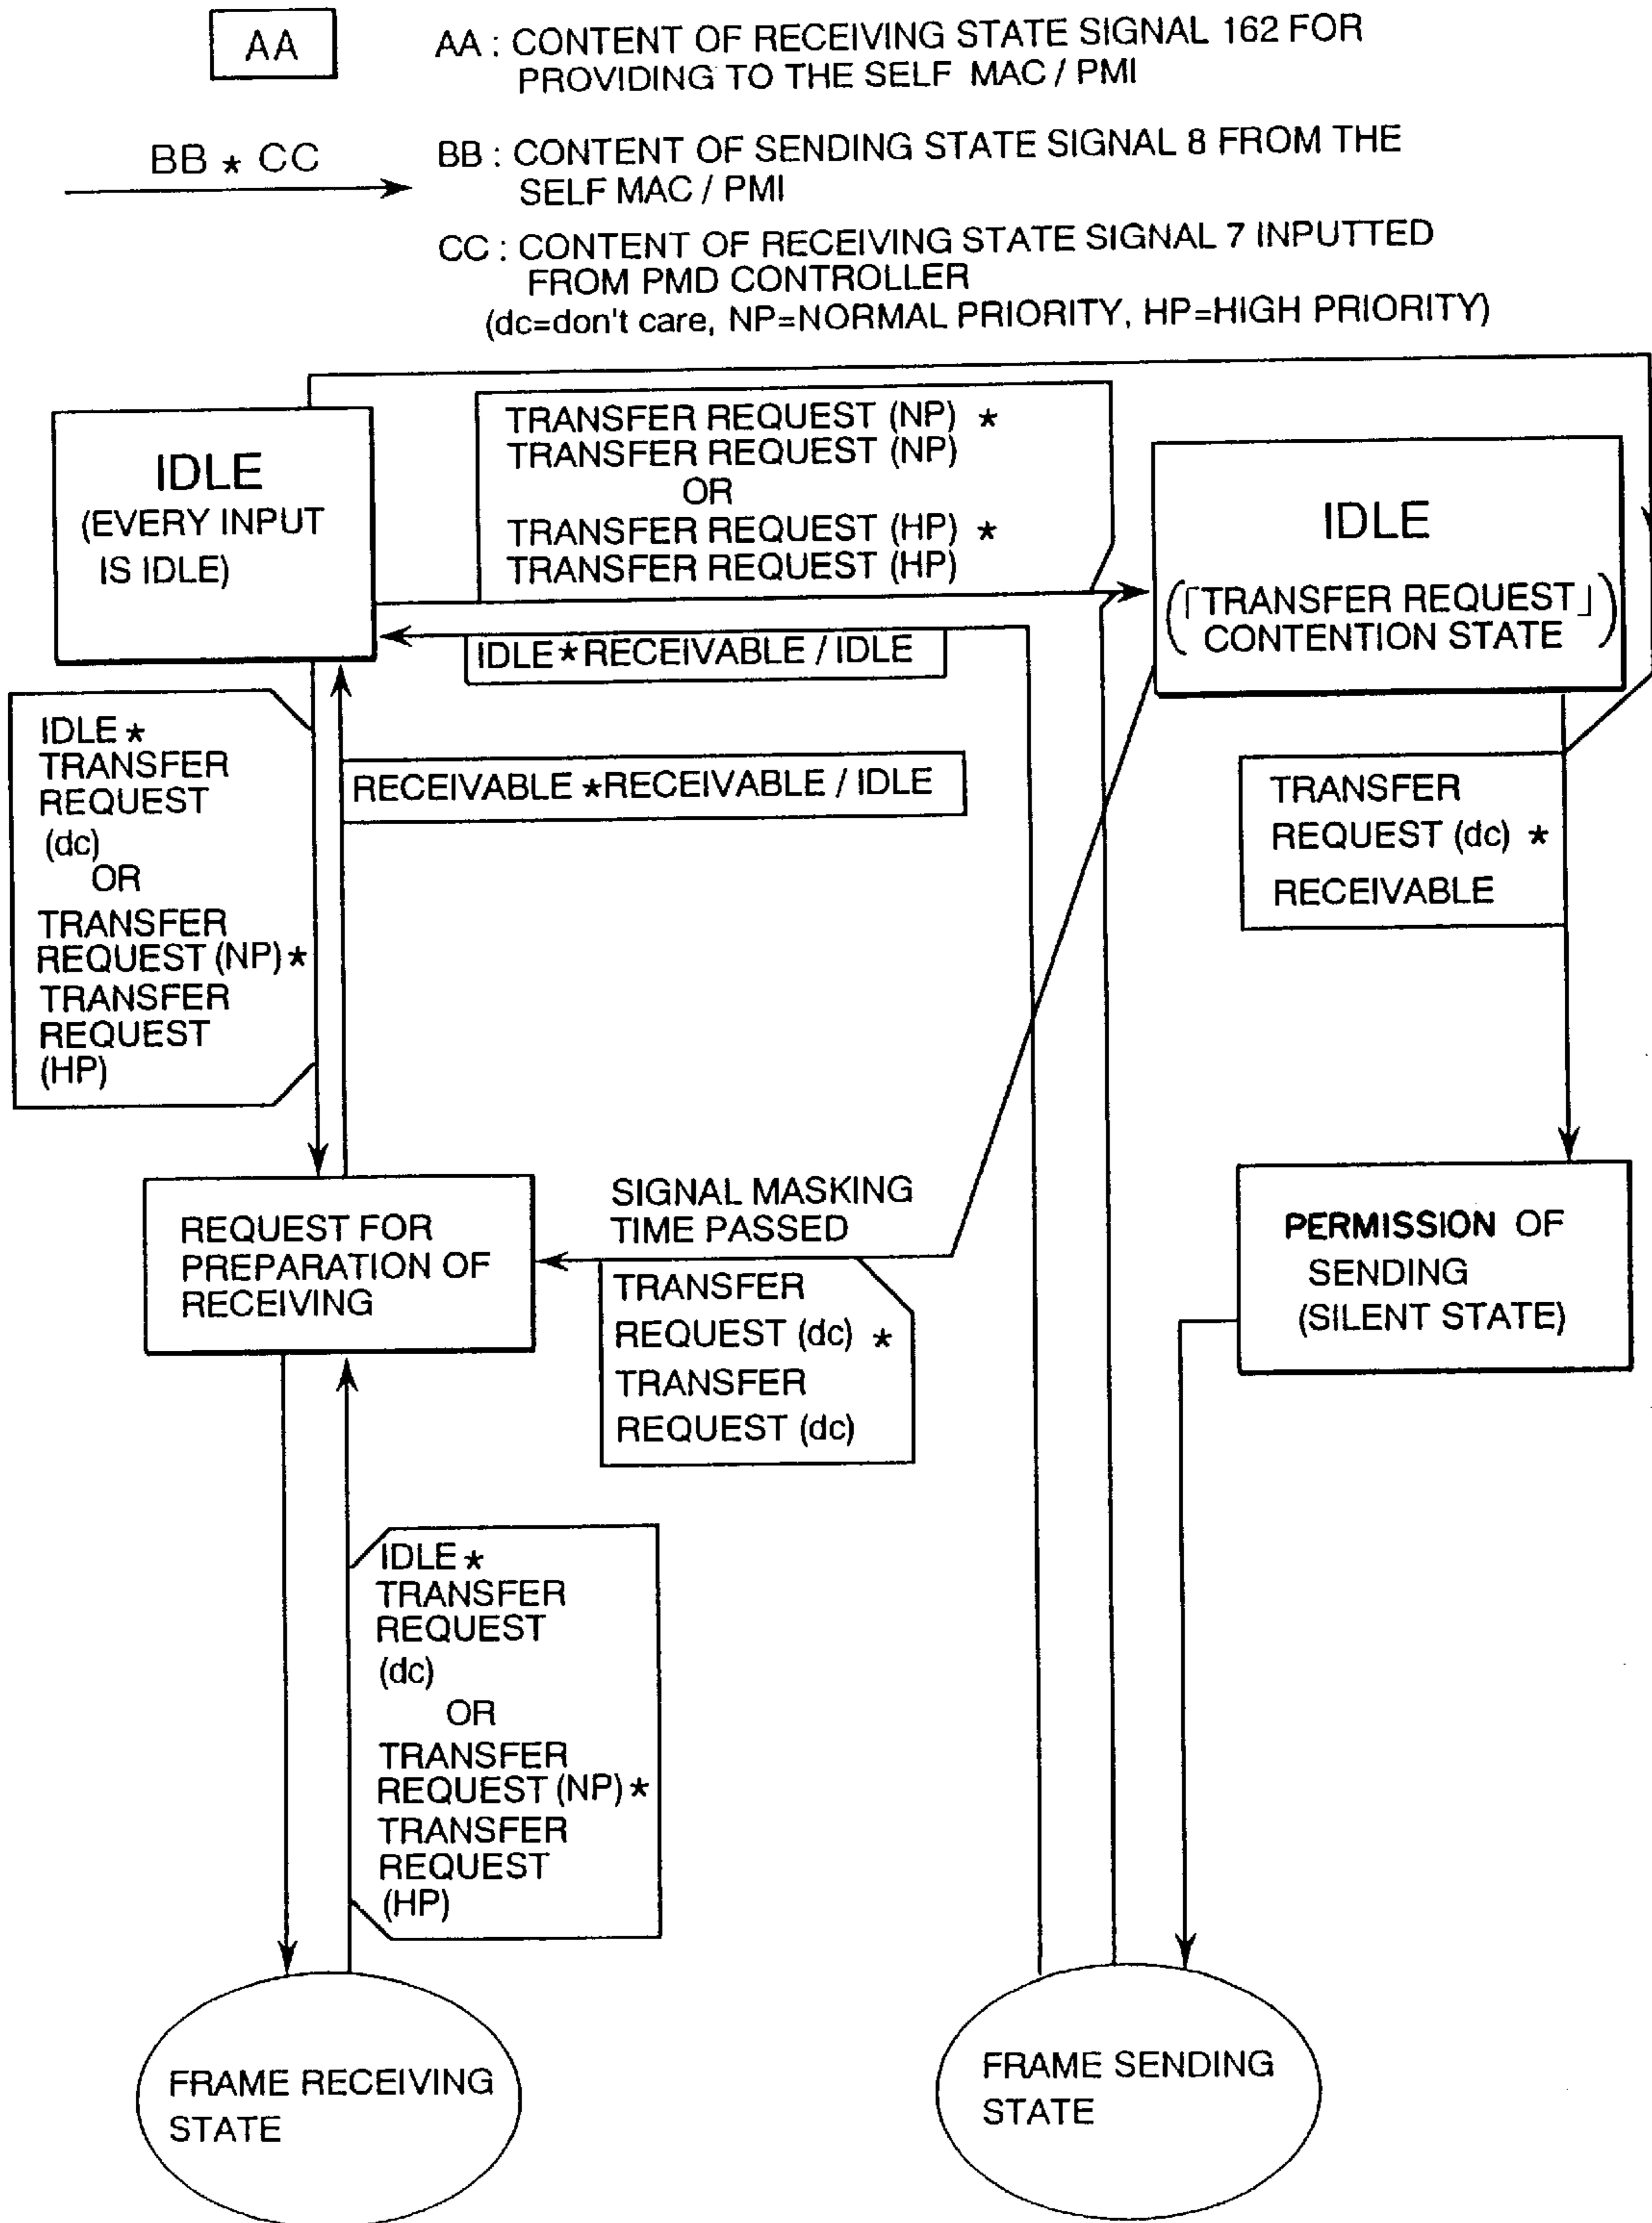 AA
AA : CONTENT OF RECEIVING STATE SIGNAL 162 FOR
PROVIDING TO THE SELF MAC / PMI
BB ★ CC
BB : CONTENT OF SENDING STATE SIGNAL 8 FROM THE
SELF MAC / PMI
CC : CONTENT OF RECEIVING STATE SIGNAL 7 INPUTTED
FROM PMD CONTROLLER
(dc=don't care, NP=NORMAL PRIORITY, HP=HIGH PRIORITY)
IDLE
(EVERY INPUT
IS IDLE)
TRANSFER REQUEST (NP) ★
TRANSFER REQUEST (NP)
OR
TRANSFER REQUEST (HP) ★
TRANSFER REQUEST (HP)
IDLE
(「TRANSFER REQUEST」
CONTENTION STATE)
IDLE★RECEIVABLE / IDLE
IDLE ★
TRANSFER
REQUEST
(dc)
OR
TRANSFER
REQUEST (NP)★
TRANSFER
REQUEST
(HP)
RECEIVABLE ★RECEIVABLE / IDLE
TRANSFER
REQUEST (dc) ★
RECEIVABLE
REQUEST FOR
PREPARATION OF
RECEIVING
SIGNAL MASKING
TIME PASSED
TRANSFER
REQUEST (dc) ★
TRANSFER
REQUEST (dc)
PERMISSION OF
SENDING
(SILENT STATE)
IDLE★
TRANSFER
REQUEST
(dc)
OR
TRANSFER
REQUEST (NP)★
TRANSFER
REQUEST
(HP)
FRAME RECEIVING
STATE
FRAME SENDING
STATE